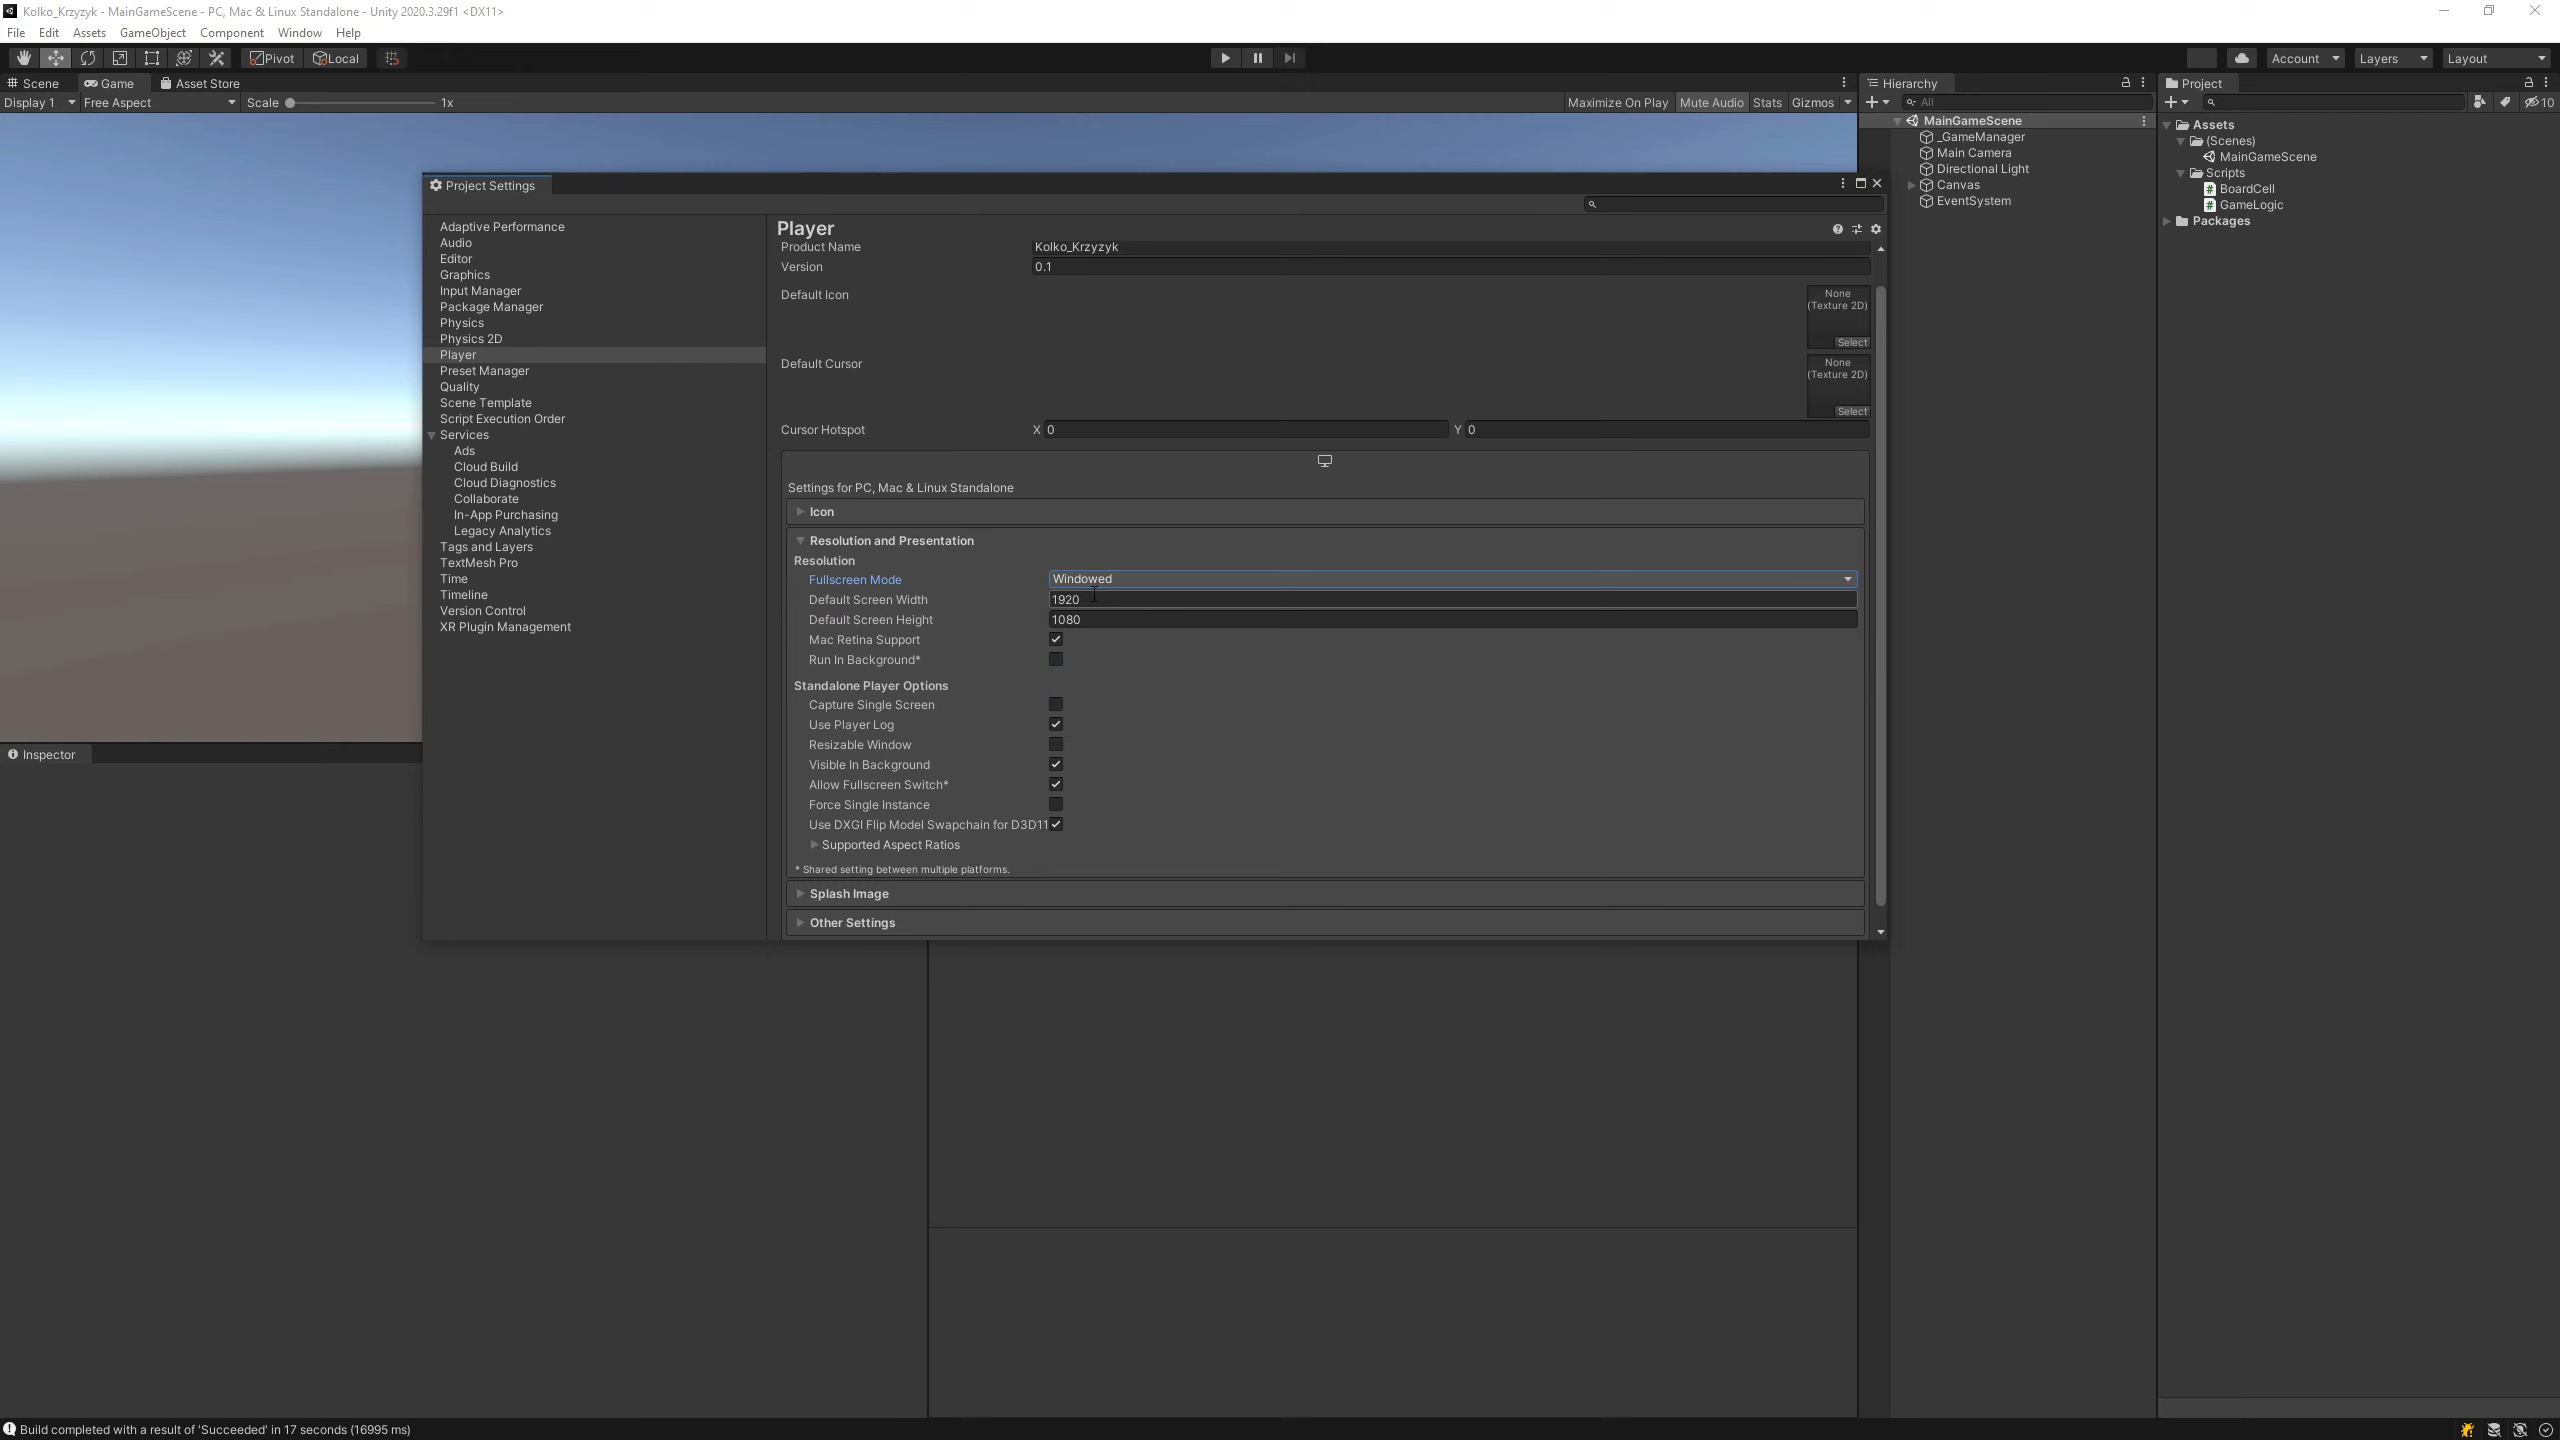 Kolko_Krzyzyk - MainGameScene - PC, Mac & Linux Standalone - Unity 2020.3.29f1 <DX11>
File Edit Assets GameObject Component Window Help
Pivot Local Account Layers Layout
Scene Game Asset Store
Display 1 Free Aspect Scale 1x Maximize On Play Mute Audio Stats Gizmos
Hierarchy
All
MainGameScene
_GameManager
Main Camera
Directional Light
Canvas
EventSystem
Project
10
Assets
(Scenes)
MainGameScene
Scripts
BoardCell
GameLogic
Packages
Project Settings
Adaptive Performance
Audio
Editor
Graphics
Input Manager
Package Manager
Physics
Physics 2D
Player
Preset Manager
Quality
Scene Template
Script Execution Order
Services
Ads
Cloud Build
Cloud Diagnostics
Collaborate
In-App Purchasing
Legacy Analytics
Tags and Layers
TextMesh Pro
Time
Timeline
Version Control
XR Plugin Management
Player
Product Name Kolko_Krzyzyk
Version 0.1
Default Icon
None
(Texture 2D)
Select
Default Cursor
None
(Texture 2D)
Select
Cursor Hotspot X 0 Y 0
Settings for PC, Mac & Linux Standalone
Icon
Resolution and Presentation
Resolution
Fullscreen Mode Windowed
Default Screen Width 1920
Default Screen Height 1080
Mac Retina Support
Run In Background*
Standalone Player Options
Capture Single Screen
Use Player Log
Resizable Window
Visible In Background
Allow Fullscreen Switch*
Force Single Instance
Use DXGI Flip Model Swapchain for D3D11
Supported Aspect Ratios
* Shared setting between multiple platforms.
Splash Image
Other Settings
Inspector
Build completed with a result of 'Succeeded' in 17 seconds (16995 ms)